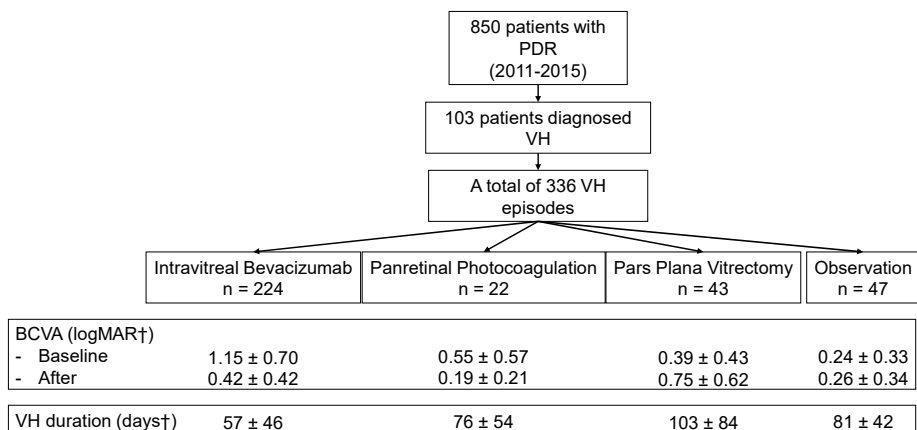 850 patients with
PDR
(2011-2015)
103 patients diagnosed
VH
A total of 336 VH
episodes
Intravitreal Bevacizumab
n = 224
Panretinal Photocoagulation
n = 22
Pars Plana Vitrectomy
n = 43
Observation
n = 47
BCVA (logMAR†)
- Baseline 1.15 ± 0.70 0.55 ± 0.57 0.39 ± 0.43 0.24 ± 0.33
- After 0.42 ± 0.42 0.19 ± 0.21 0.75 ± 0.62 0.26 ± 0.34
VH duration (days†) 57 ± 46 76 ± 54 103 ± 84 81 ± 42